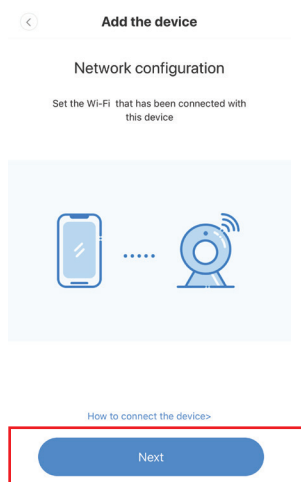 Add the device
Network configuration
Set the Wi-Fi that has been connected with
this device
How to connect the device>
Next